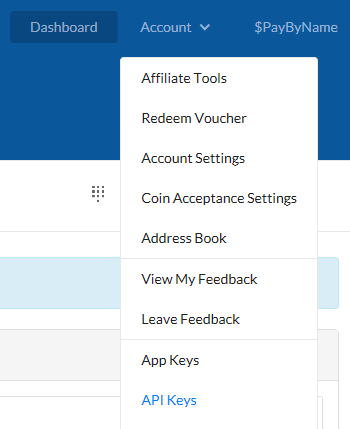 Dashboard Account $PayByName
Affiliate Tools
Redeem Voucher
Account Settings
Coin Acceptance Settings
Address Book
View My Feedback
Leave Feedback
App Keys
API Keys